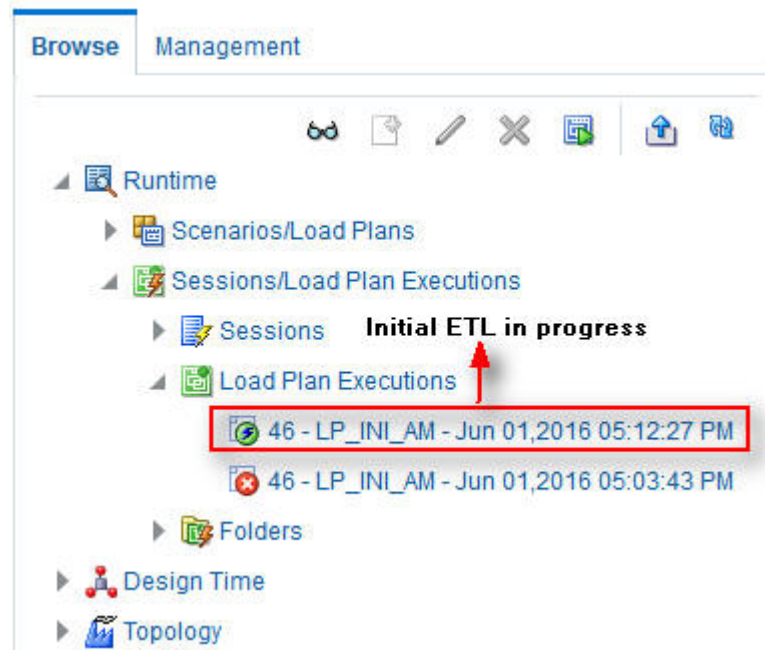 Browse Management
Runtime
Scenarios/Load Plans
Sessions/Load Plan Executions
Sessions Initial ETL in progress
Load Plan Executions
46 - LP_INI_AM - Jun 01,2016 05:12:27 PM
46 - LP_INI_AM - Jun 01,2016 05:03:43 PM
Folders
Design Time
Topology